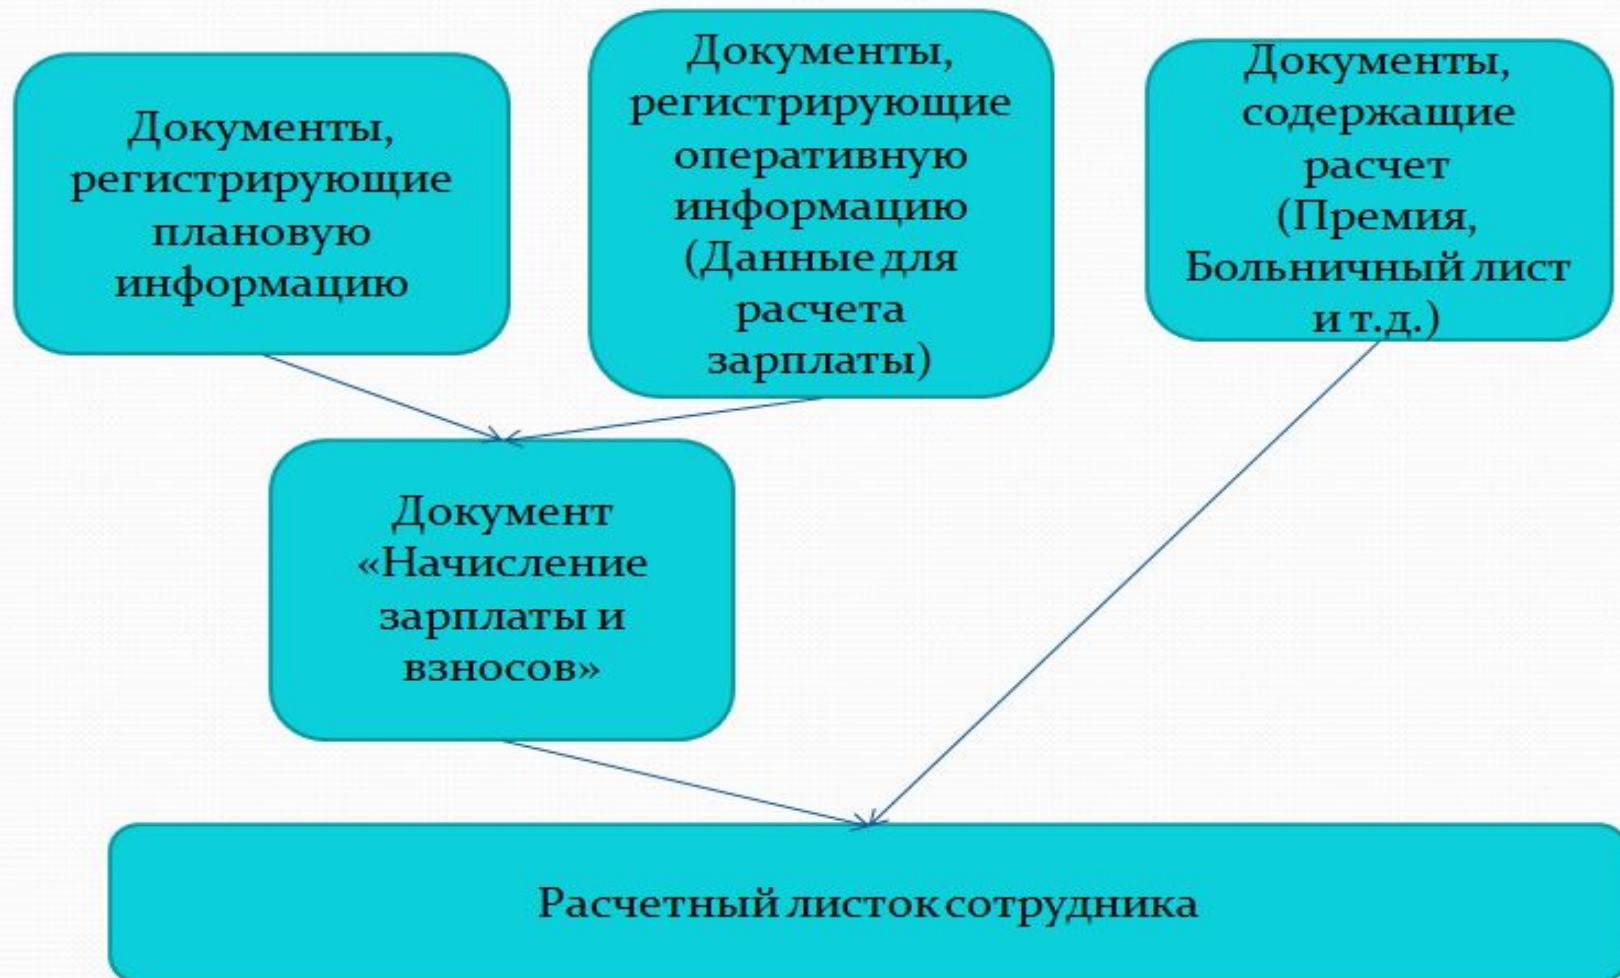 Документы,
регистрирующие
плановую
информацию
Документы,
регистрирующие
оперативную
информацию
(Данные для
расчета
зарплаты)
Документы,
содержащие
расчет
(Премия,
Больничный лист
и т.д.)
Документ
«Начисление
зарплаты и
взносов»
Расчетный листок сотрудника